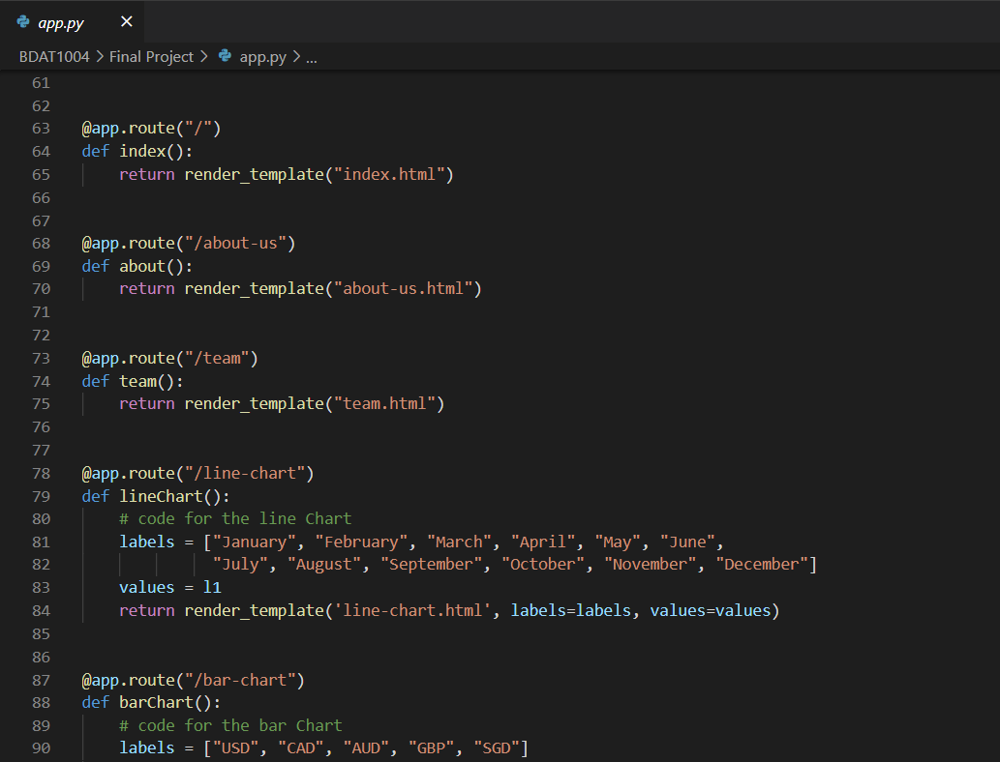 app.py ×
BDAT1004 > Final Project > app.py > ...
61
62
63 @app.route("/")
64 def index():
65     return render_template("index.html")
66
67
68 @app.route("/about-us")
69 def about():
70     return render_template("about-us.html")
71
72
73 @app.route("/team")
74 def team():
75     return render_template("team.html")
76
77
78 @app.route("/line-chart")
79 def lineChart():
80     # code for the line Chart
81     labels = ["January", "February", "March", "April", "May", "June",
82               "July", "August", "September", "October", "November", "December"]
83     values = l1
84     return render_template('line-chart.html', labels=labels, values=values)
85
86
87 @app.route("/bar-chart")
88 def barChart():
89     # code for the bar Chart
90     labels = ["USD", "CAD", "AUD", "GBP", "SGD"]